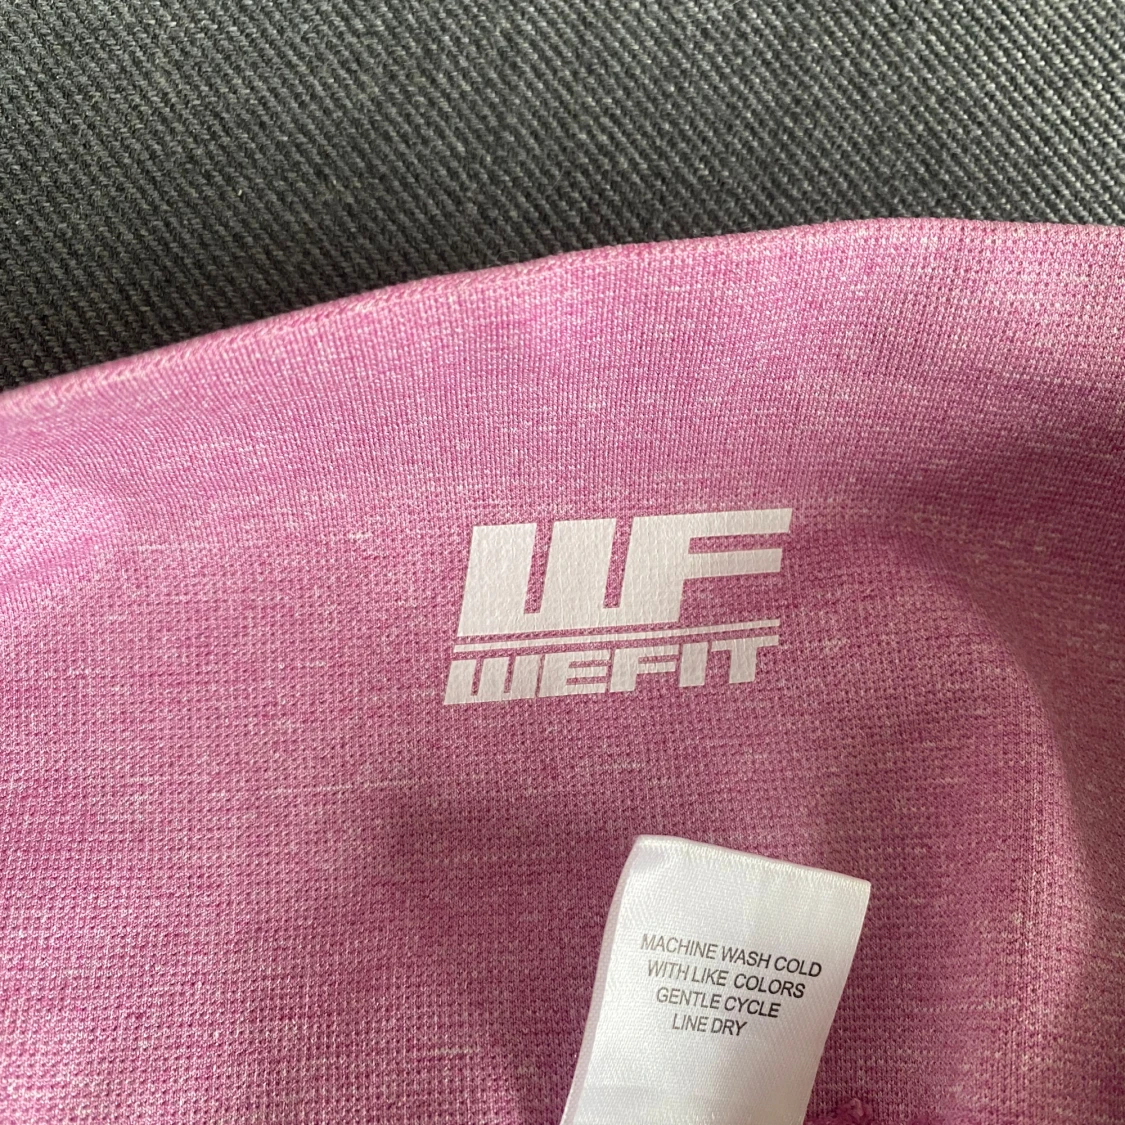 WF
WEFIT
MACHINE WASH COLD
WITH LIKE COLORS
GENTLE CYCLE
LINE DRY